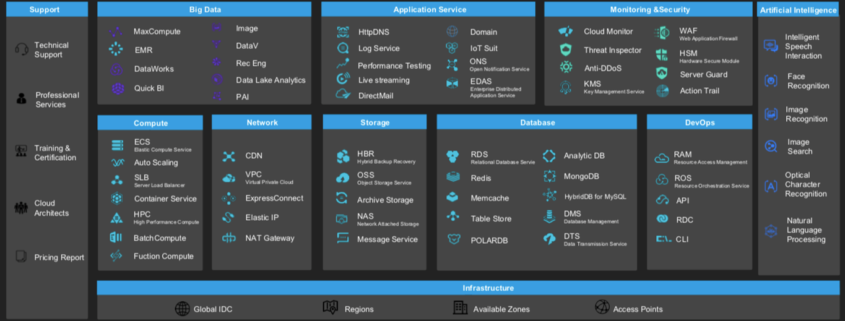 Support
Technical
Support
Professional
Services
Training &
Certification
Cloud
Architects
Pricing Report
Big Data
MaxCompute
EMR
DataWorks
Quick BI
Image
DataV
Rec Eng
Data Lake Analytics
PAI
Application Service
HttpDNS
Log Service
Performance Testing
Live streaming
DirectMail
Domain
IoT Suit
ONS
Open Notification Service
EDAS
Enterprise Distributed
Application Service
Monitoring &Security
Cloud Monitor
Threat Inspector
Anti-DDoS
KMS
Key Management Service
WAF
Web Application Firewall
HSM
Hardware Secure Module
Server Guard
Action Trail
Artificial Intelligence
Intelligent
Speech
Interaction
Face
Recognition
Image
Recognition
Image
Search
Optical
Character
Recognition
Natural
Language
Processing
Compute
ECS
Elastic Compute Service
Auto Scaling
SLB
Server Load Balancer
Container Service
HPC
High Performance Compute
BatchCompute
Fuction Compute
Network
CDN
VPC
Virtual Private Cloud
ExpressConnect
Elastic IP
NAT Gateway
Storage
HBR
Hybrid Backup Recovery
OSS
Object Storage Service
Archive Storage
NAS
Network Attached Storage
Message Service
Database
RDS
Relational Database Servie
Redis
Memcache
Table Store
POLARDB
Analytic DB
MongoDB
HybridDB for MySQL
DMS
Database Management
DTS
Data Transmission Service
DevOps
RAM
Resource Access Management
ROS
Resource Orchestration Service
API
RDC
CLI
Infrastructure
Global IDC
Regions
Available Zones
Access Points